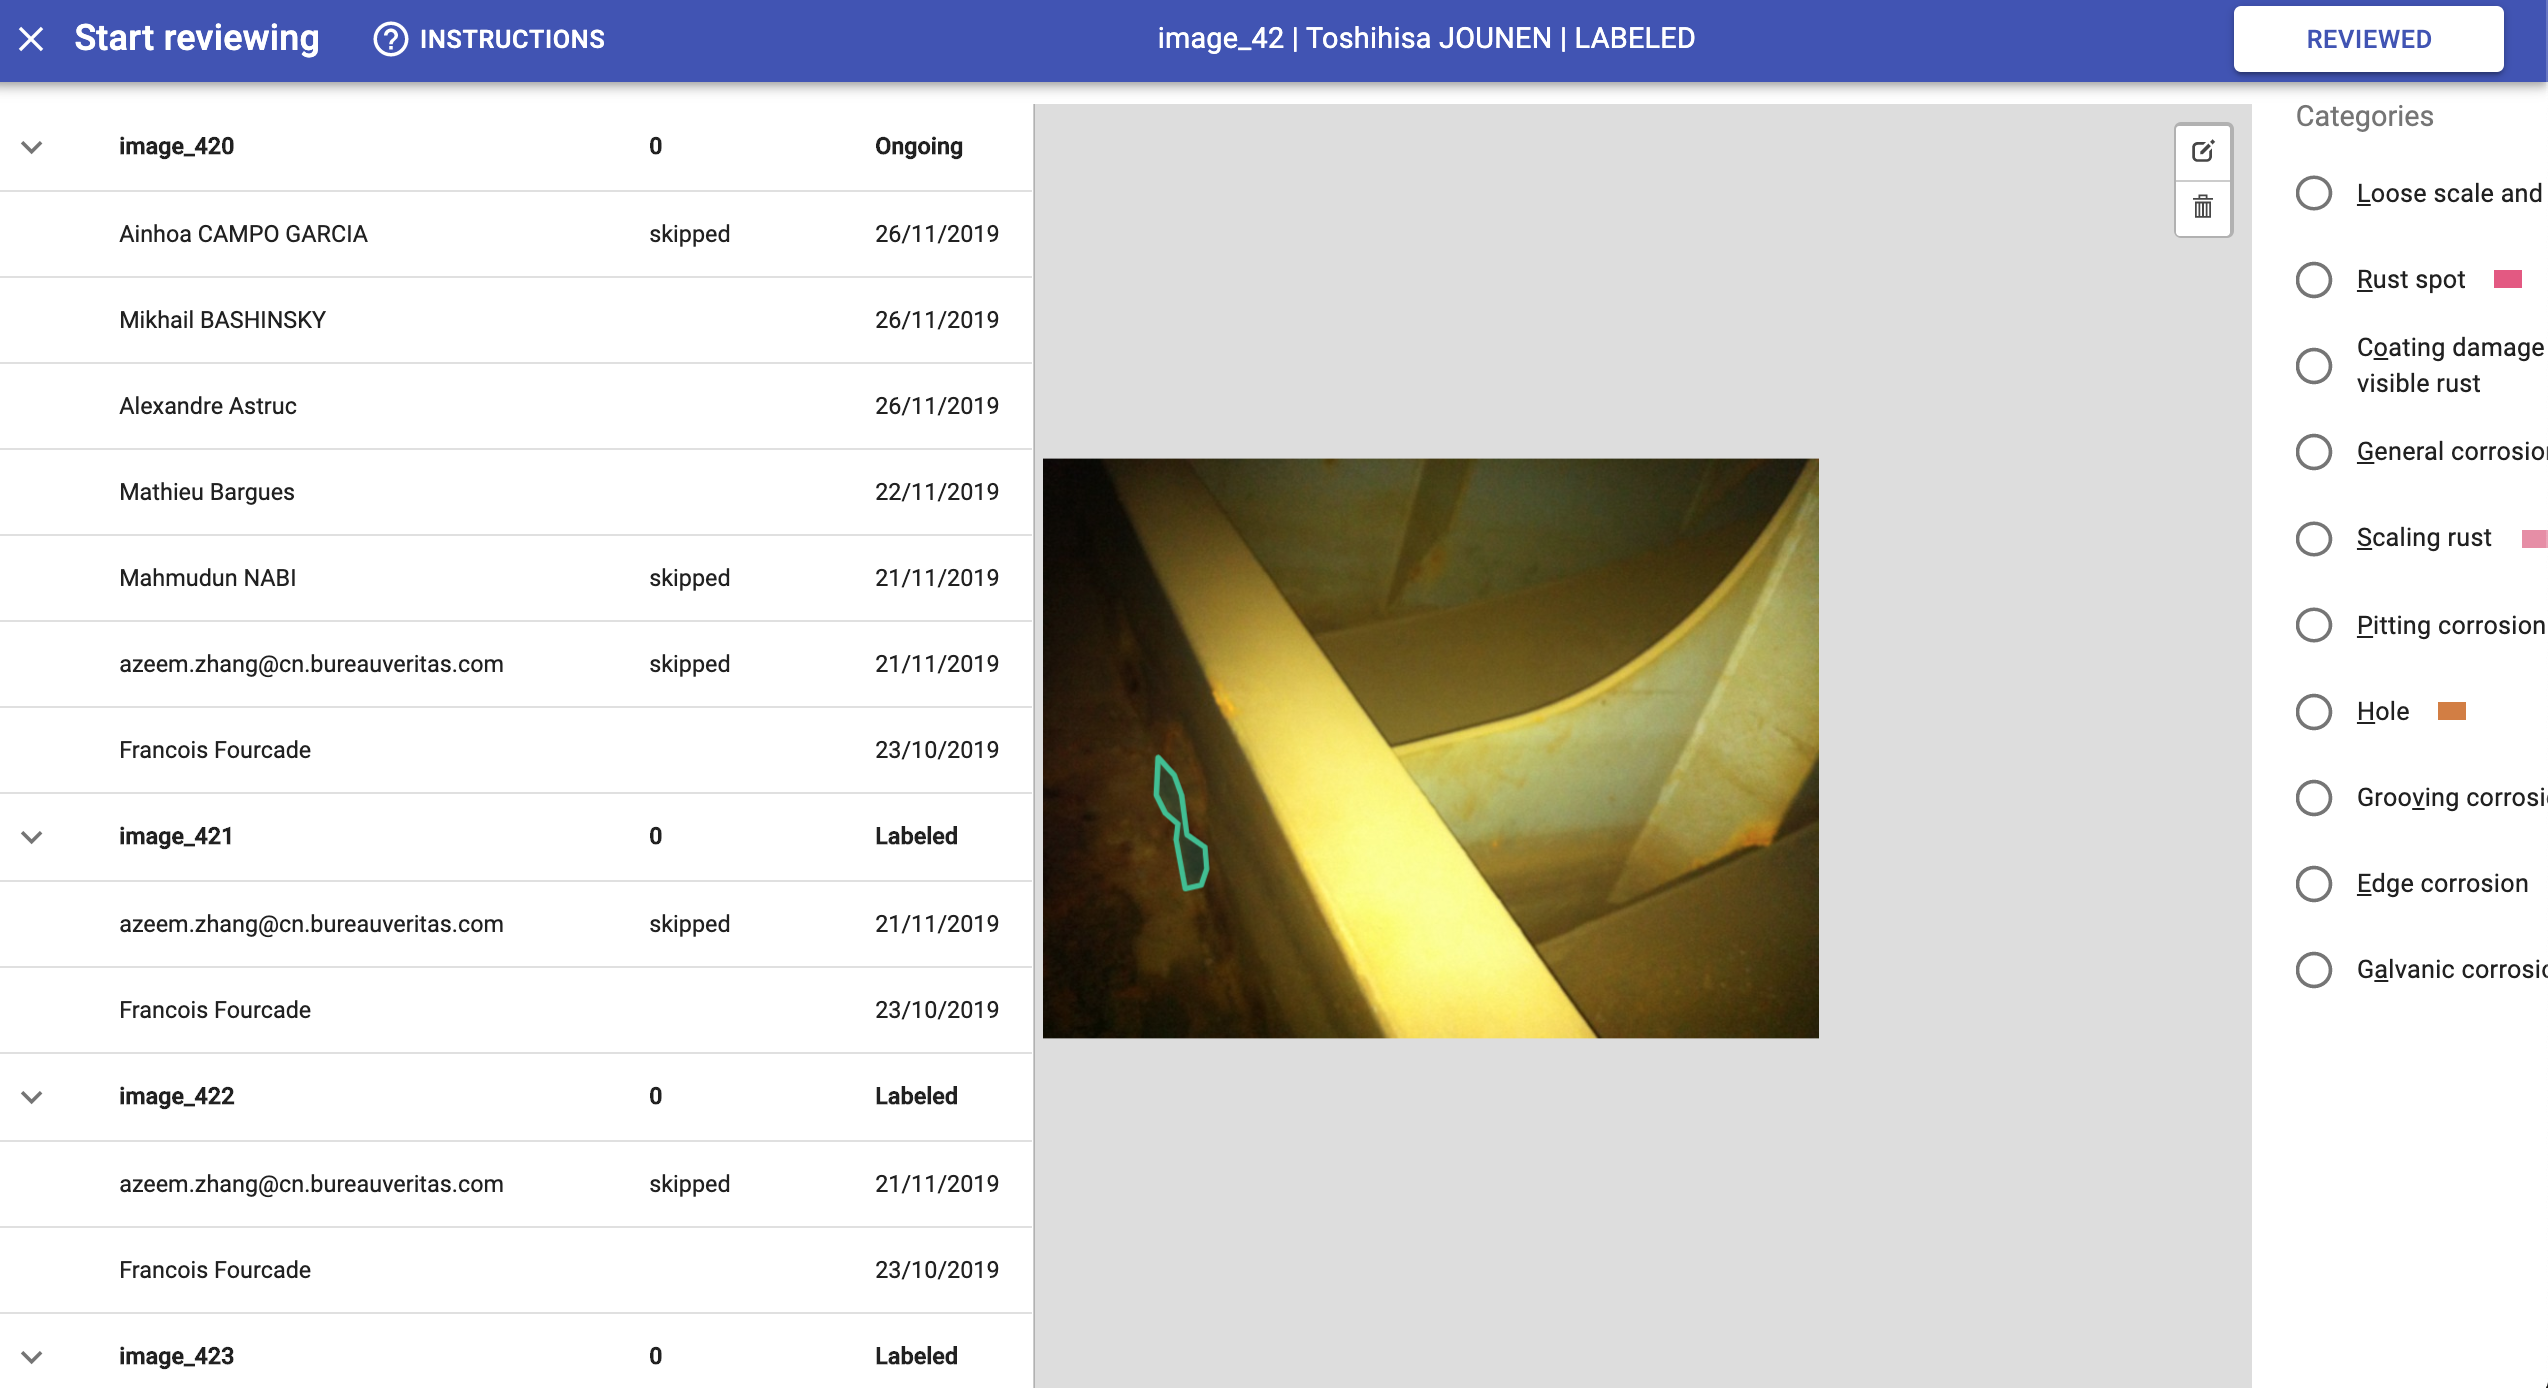 Start reviewing
INSTRUCTIONS
image_42 | Toshihisa JOUNEN | LABELED
REVIEWED
image_420 0 Ongoing
Ainhoa CAMPO GARCIA skipped 26/11/2019
Mikhail BASHINSKY 26/11/2019
Alexandre Astruc 26/11/2019
Mathieu Bargues 22/11/2019
Mahmudun NABI skipped 21/11/2019
azeem.zhang@cn.bureauveritas.com skipped 21/11/2019
Francois Fourcade 23/10/2019
image_421 0 Labeled
azeem.zhang@cn.bureauveritas.com skipped 21/11/2019
Francois Fourcade 23/10/2019
image_422 0 Labeled
azeem.zhang@cn.bureauveritas.com skipped 21/11/2019
Francois Fourcade 23/10/2019
image_423 0 Labeled
Categories
Loose scale and
Rust spot
Coating damage
visible rust
General
Scaling rust
Pitting corrosion
Hole
Grooving
Edge corrosion
Galvanic